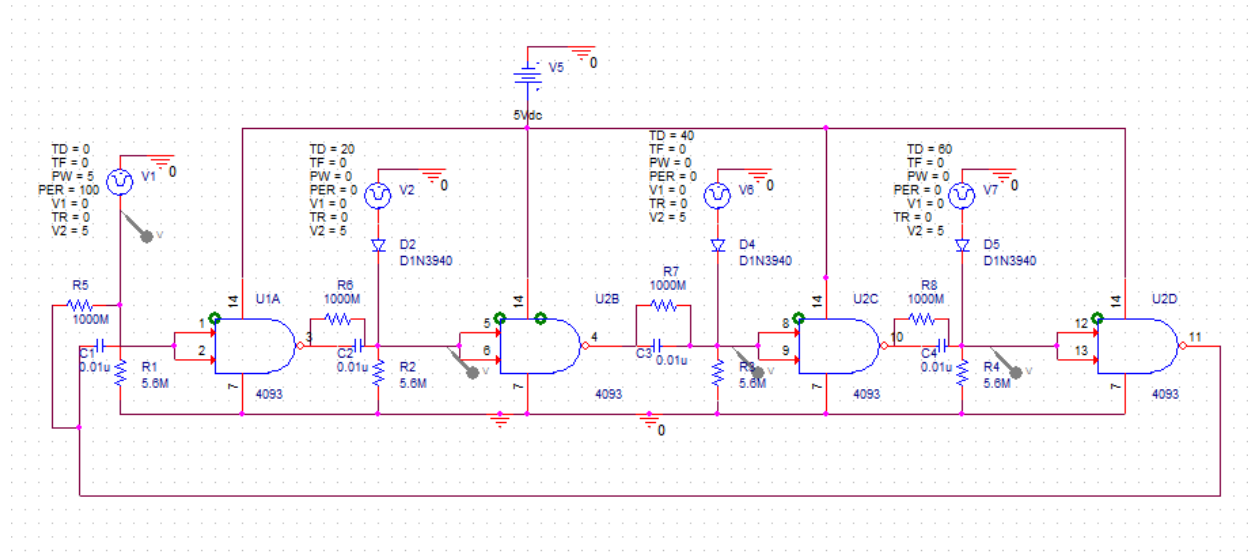 V5
0
5Vdc
TD = 0
TF = 0
PW = 5
PER = 100
V1 = 0
TR = 0
V2 = 5
V1
0
TD = 20
TF = 0
PW = 0
PER = 0
V1 = 0
TR = 0
V2 = 5
V2
0
TD = 40
TF = 0
PW = 0
PER = 0
V1 = 0
TR = 0
V2 = 5
V6
0
TD = 60
TF = 0
PW = 0
PER = 0
V1 = 0
TR = 0
V2 = 5
V7
0
V
D2
D1N3940
D4
D1N3940
D5
D1N3940
R5
1000M
U1A
14
1
2
3
7
4093
C1
0.01u
R1
5.6M
R6
1000M
C2
0.01u
R2
5.6M
V
U2B
14
5
6
4
7
4093
R7
1000M
C3
0.01u
R3
5.6M
V
U2C
14
8
9
10
7
4093
R8
1000M
C4
0.01u
R4
5.6M
V
U2D
14
12
13
11
7
4093
0